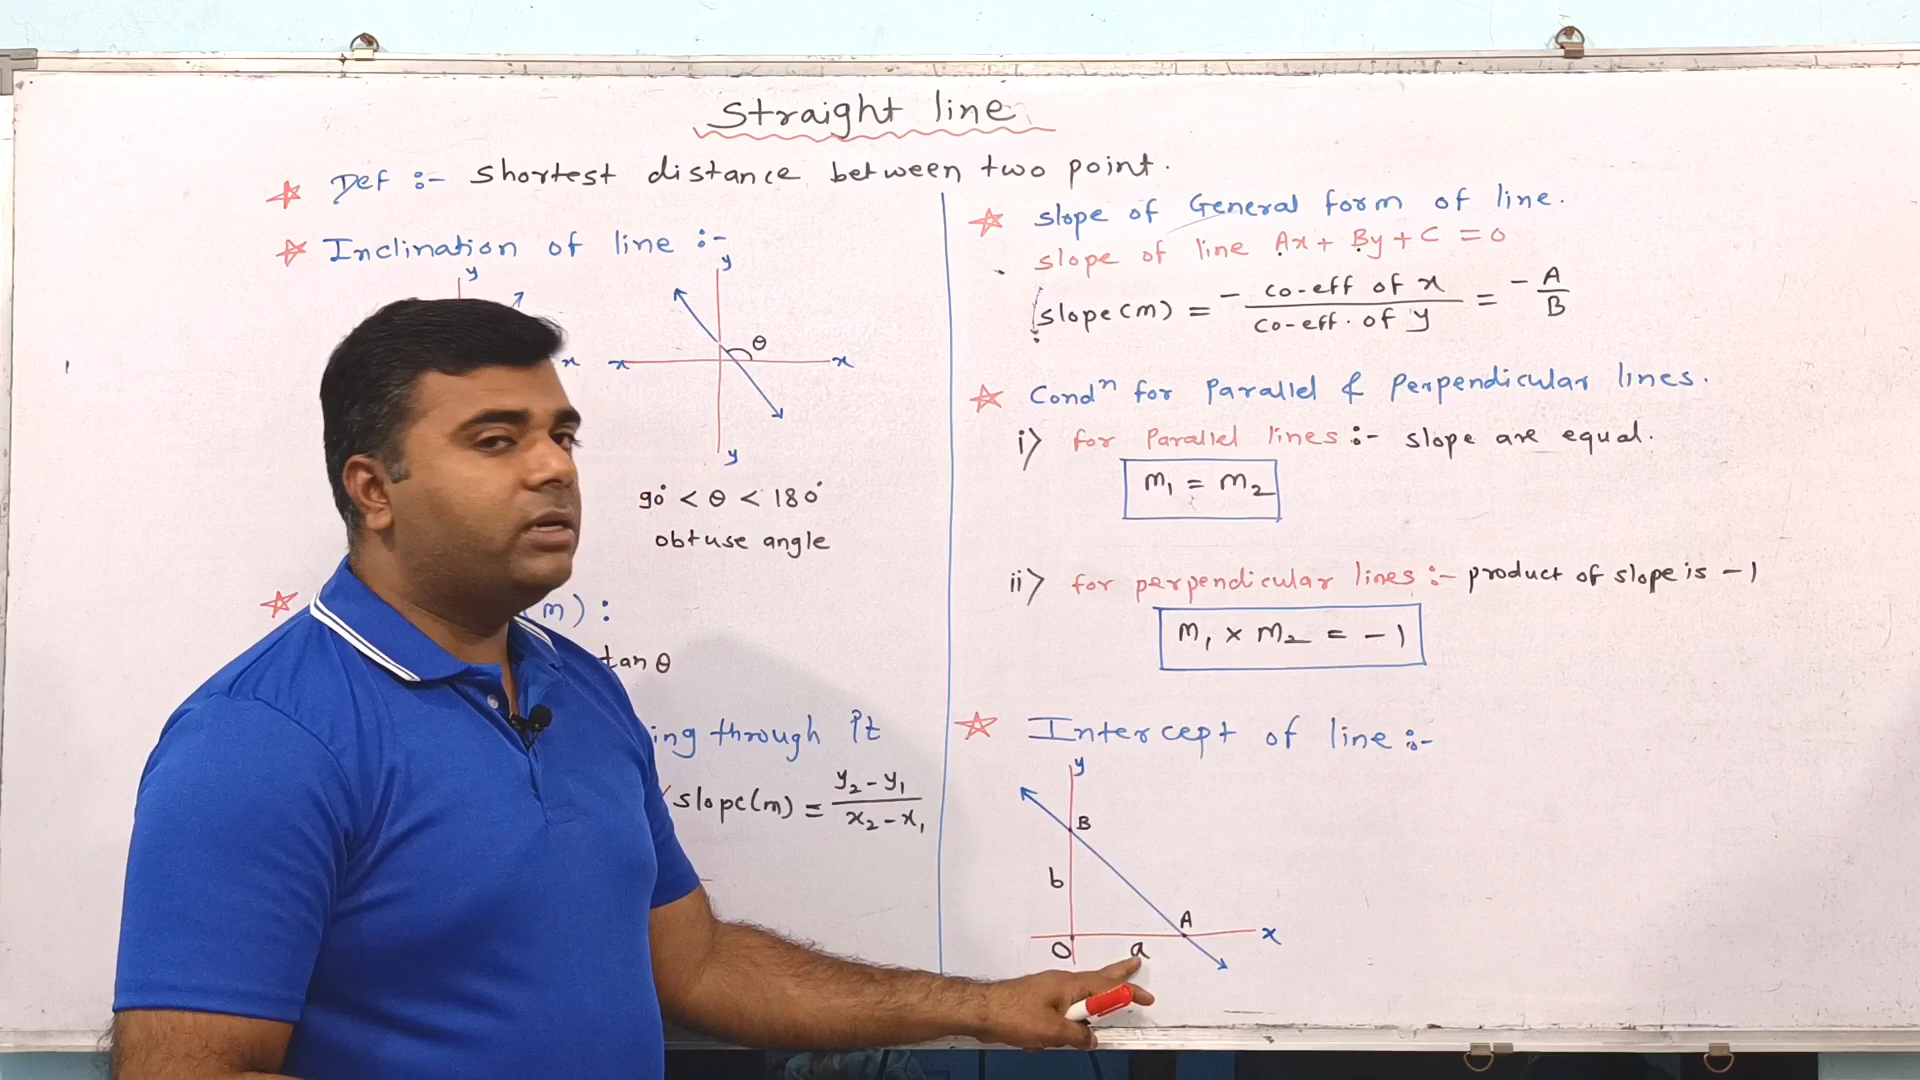 Straight line
Def :- shortest distance between two point.
Inclination of line :-
y
y
θ
x
x
x
y
90° < θ < 180°
obtuse angle
(m) :
tan θ
ing through Pt
slope(m) = y₂-y₁ / x₂-x₁
slope of General form of line.
slope of line Ax + By + C = 0
slope(m) = - co-eff of x / co-eff. of y = - A/B
Condⁿ for Parallel & Perpendicular lines.
i) for Parallel lines :- slope are equal.
m₁ = m₂
ii) for perpendicular lines :- product of slope is -1
m₁ × m₂ = -1
Intercept of line :-
y
B
b
A
x
O
a